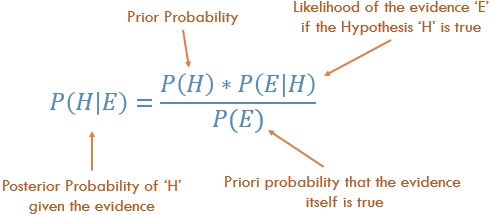 Prior Probability
Likelihood of the evidence ‘E’
if the Hypothesis ‘H’ is true
P(H|E) = P(H) ∗ P(E|H)
P(E)
Posterior Probability of ‘H’
given the evidence
Priori probability that the evidence
itself is true